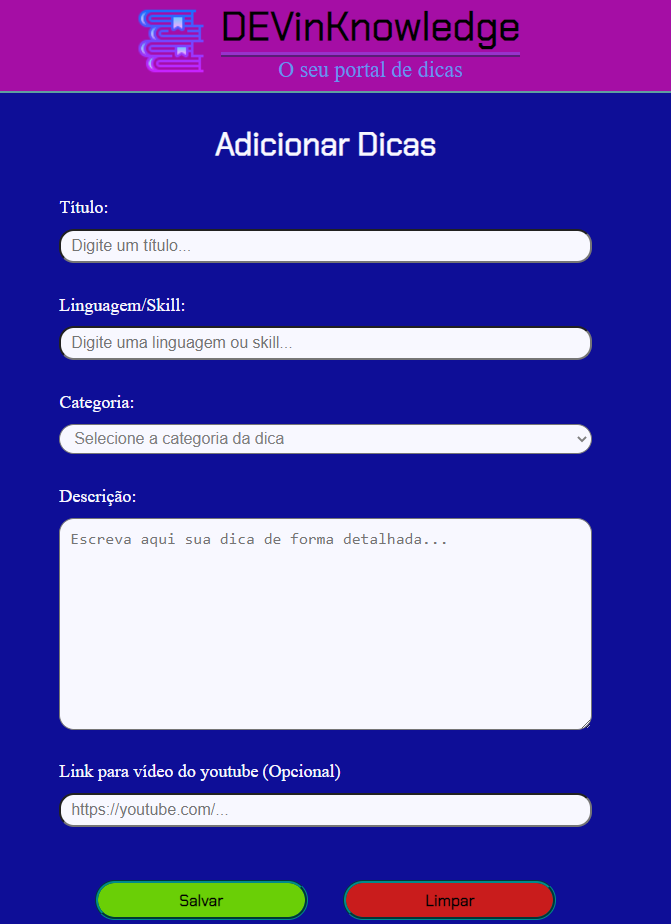 DEVinKnowledge
O seu portal de dicas
Adicionar Dicas
Título:
Digite um título...
Linguagem/Skill:
Digite uma linguagem ou skill...
Categoria:
Selecione a categoria da dica
Descrição:
Escreva aqui sua dica de forma detalhada...
Link para vídeo do youtube (Opcional)
https://youtube.com/...
Salvar
Limpar